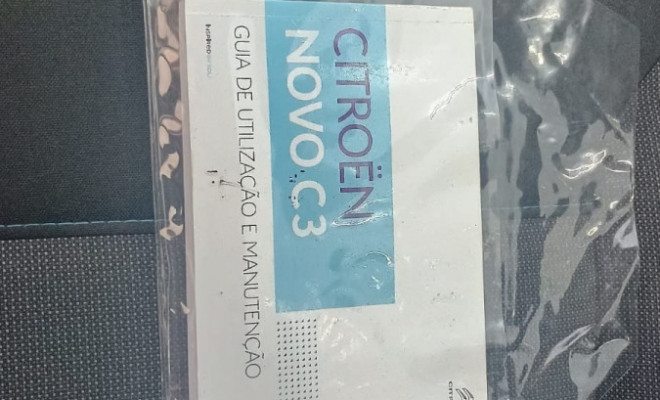 CITROËN
NOVO C3
GUIA DE UTILIZAÇÃO E MANUTENÇÃO